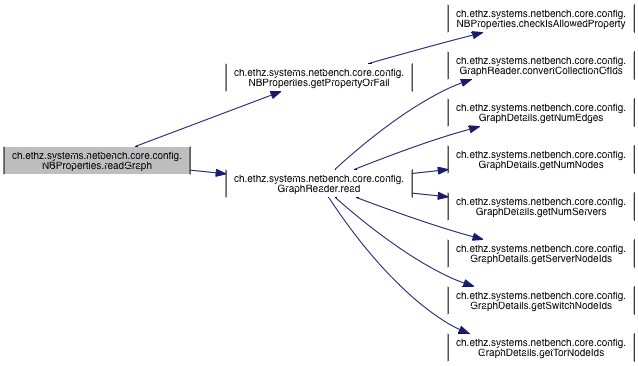 ch.ethz.systems.netbench.core.config.
NBProperties.checkIsAllowedProperty
ch.ethz.systems.netbench.core.config.
GraphReader.convertCollectionOfIds
ch.ethz.systems.netbench.core.config.
NBProperties.getPropertyOrFail
ch.ethz.systems.netbench.core.config.
GraphDetails.getNumEdges
ch.ethz.systems.netbench.core.config.
NBProperties.readGraph
ch.ethz.systems.netbench.core.config.
GraphDetails.getNumNodes
ch.ethz.systems.netbench.core.config.
GraphReader.read
ch.ethz.systems.netbench.core.config.
GraphDetails.getNumServers
ch.ethz.systems.netbench.core.config.
GraphDetails.getServerNodeIds
ch.ethz.systems.netbench.core.config.
GraphDetails.getSwitchNodeIds
ch.ethz.systems.netbench.core.config.
GraphDetails.getTorNodeIds